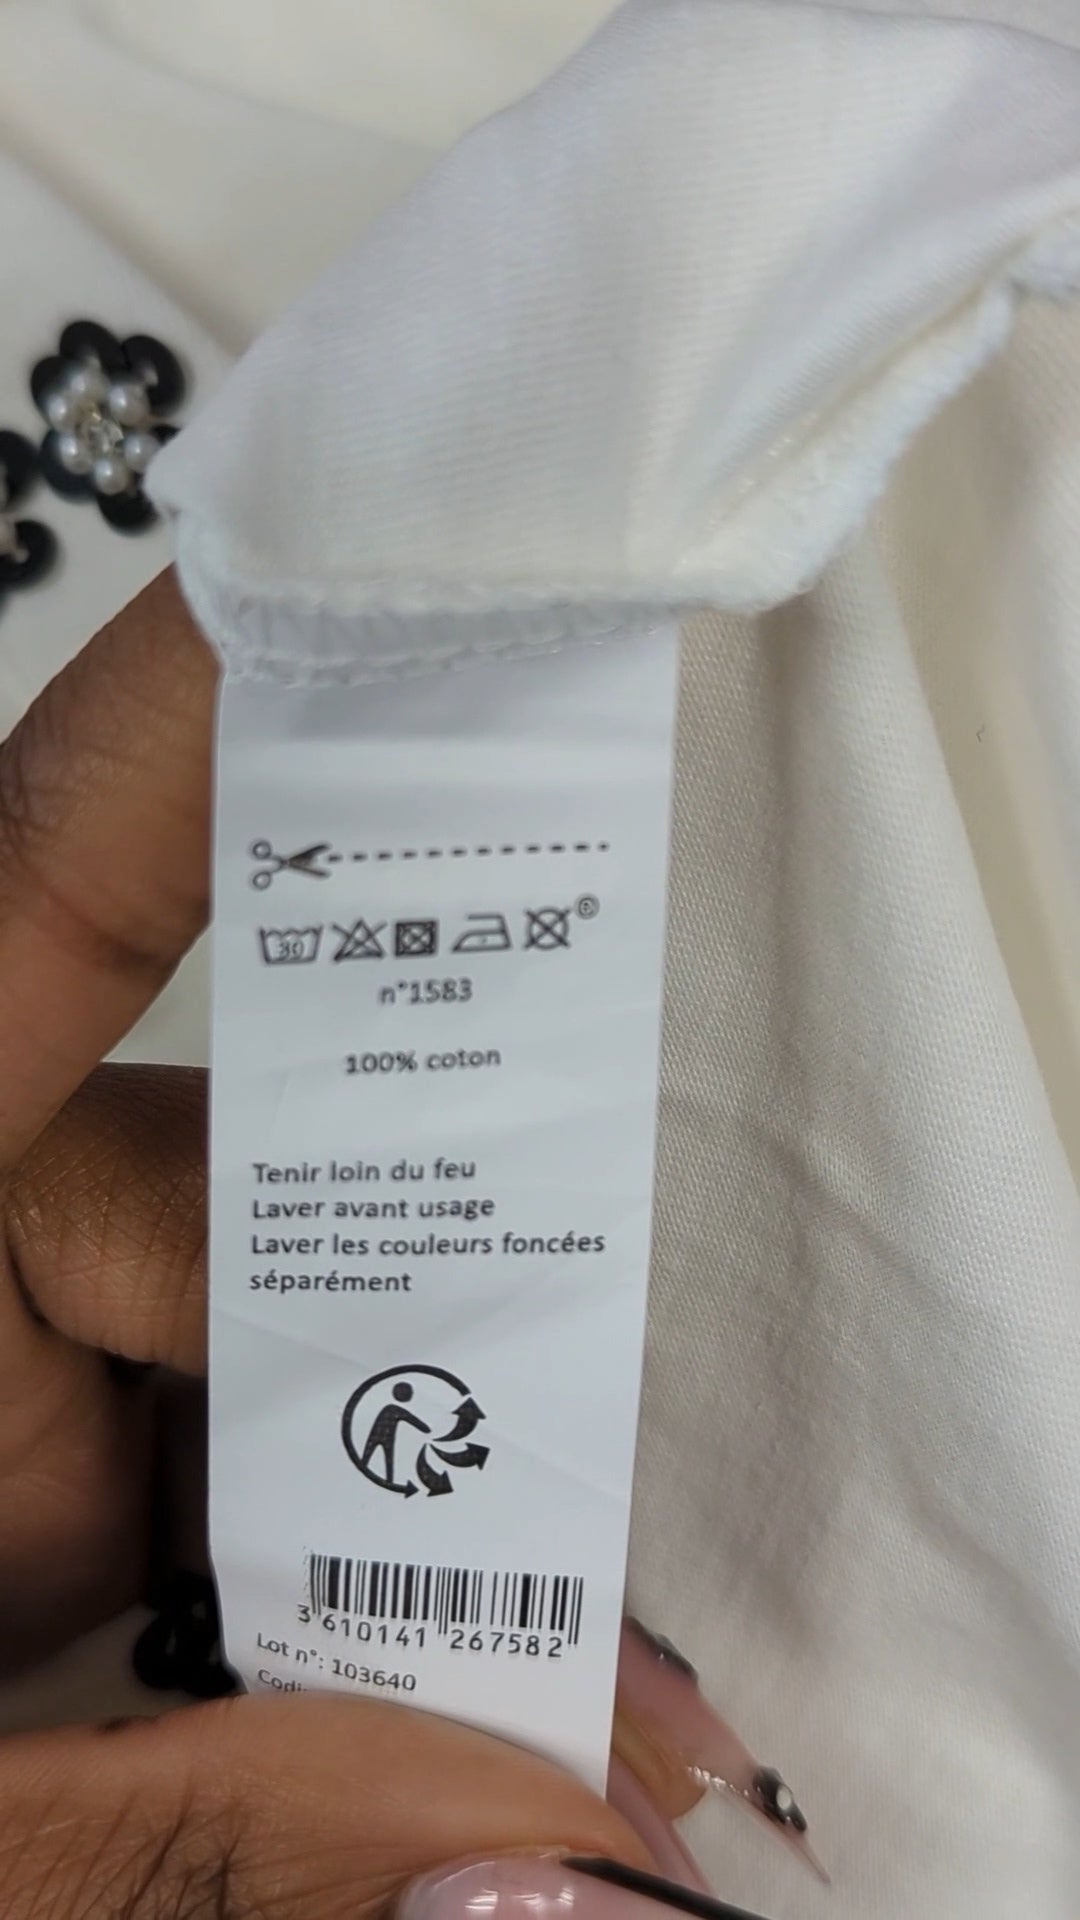 30
n°1583
100% coton
Tenir loin du feu
Laver avant usage
Laver les couleurs foncées
séparément
3 610141 267582
Lot n°: 103640